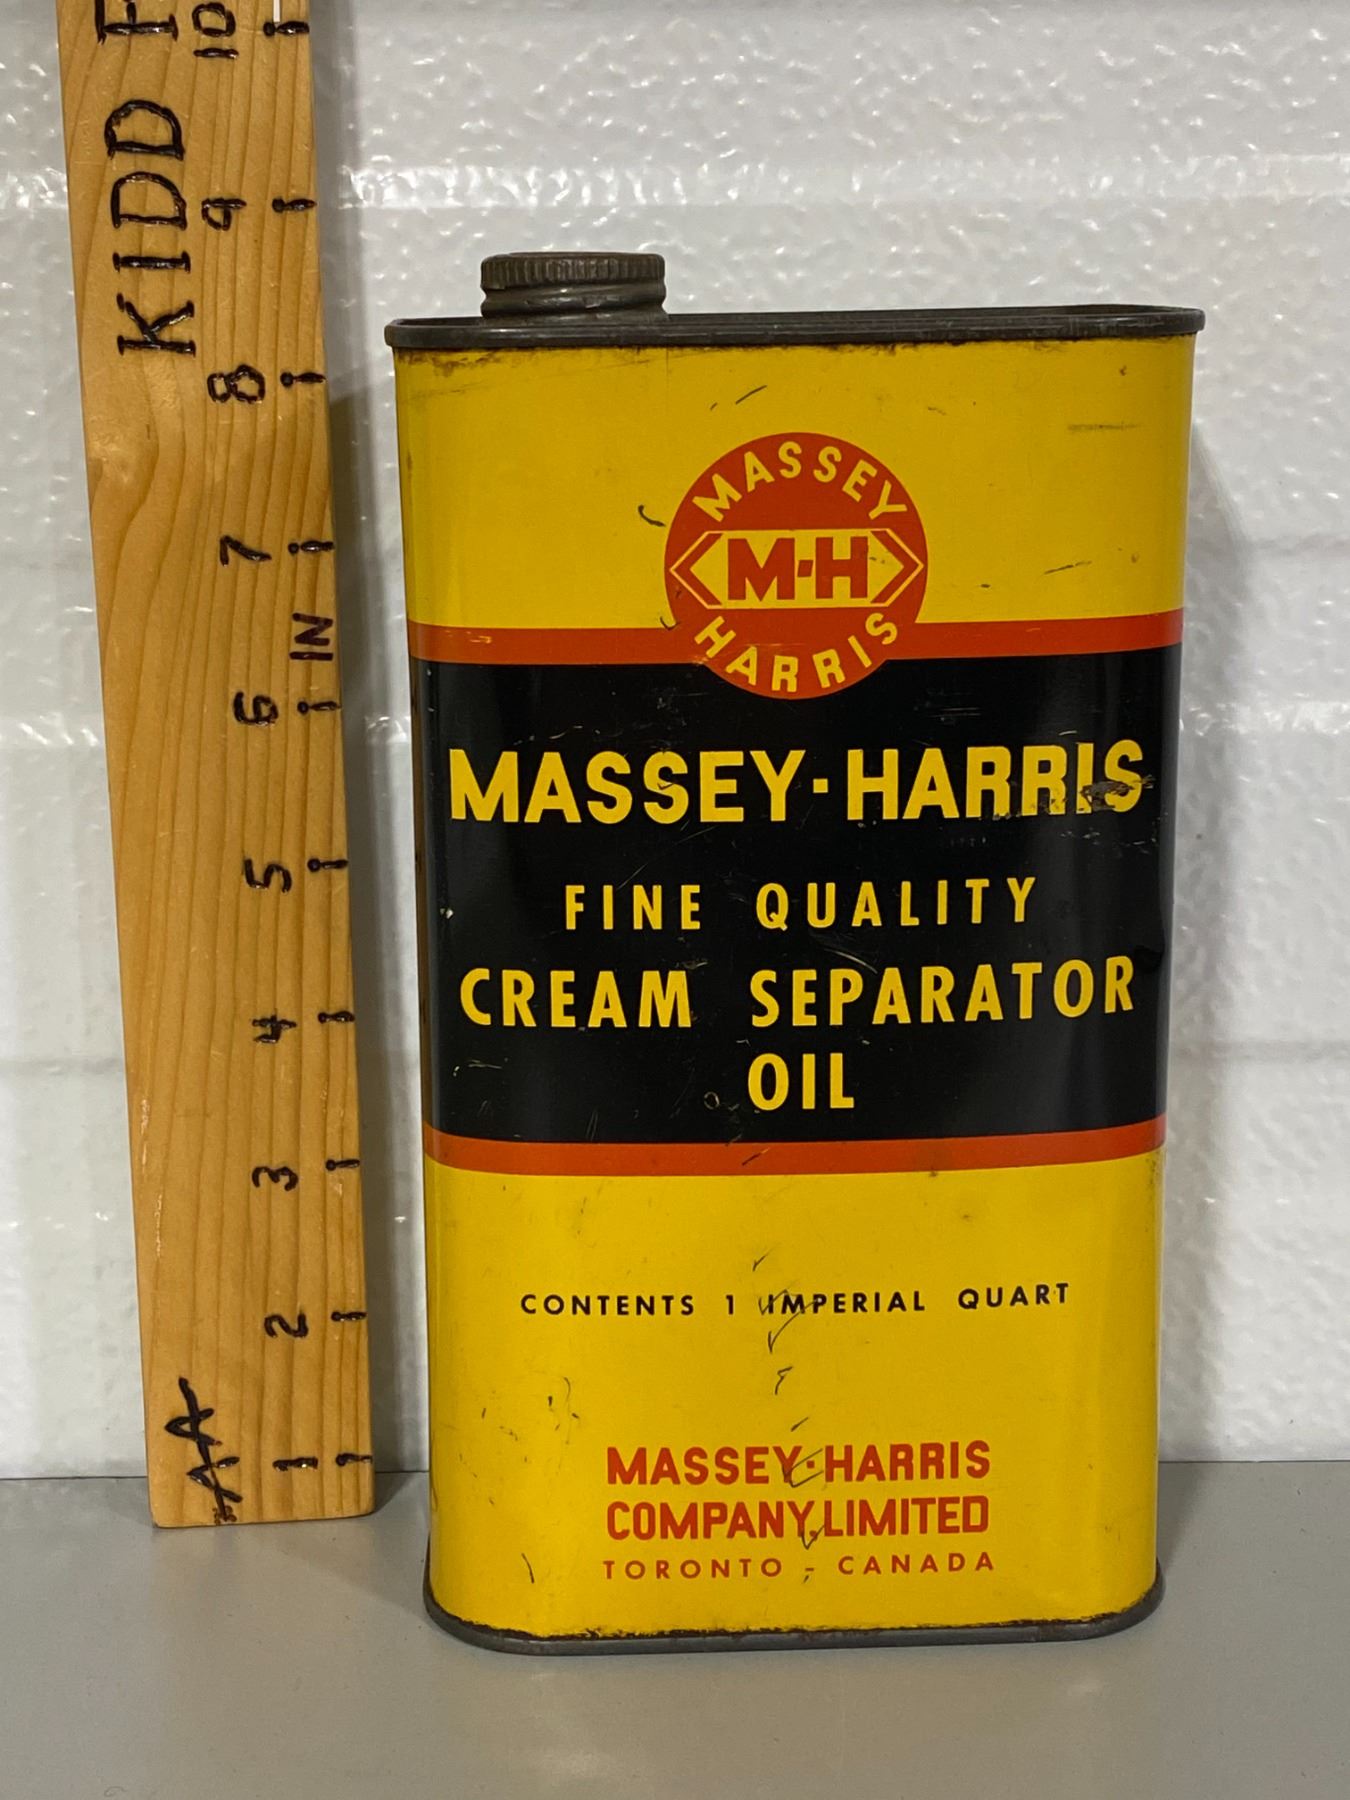 KIDD F
10
9
8
7
IN
6
5
4
3
2
1
AA
MASSEY
M-H
HARRIS
MASSEY·HARRIS
FINE QUALITY
CREAM SEPARATOR
OIL
CONTENTS 1 IMPERIAL QUART
MASSEY·HARRIS
COMPANY, LIMITED
TORONTO - CANADA